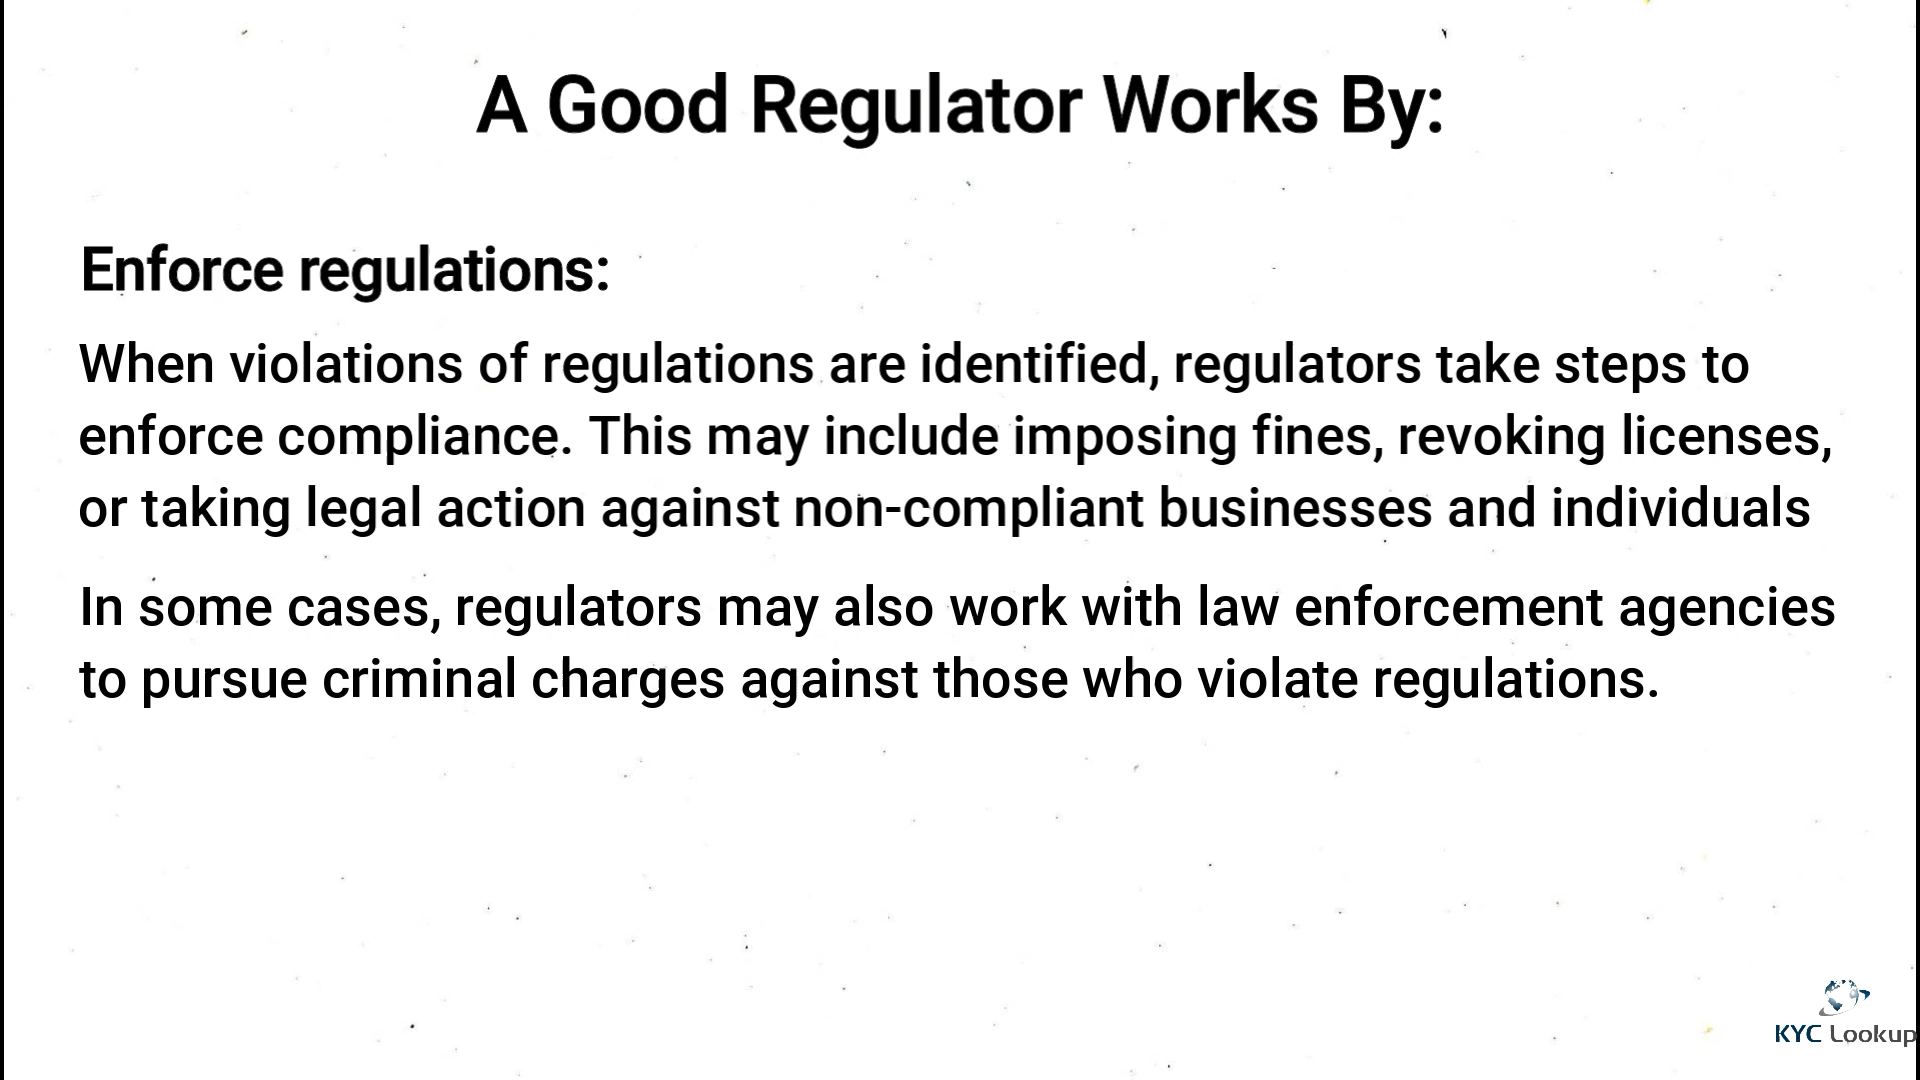 A Good Regulator Works By:
Enforce regulations:
When violations of regulations are identified, regulators take steps to
enforce compliance. This may include imposing fines, revoking licenses,
or taking legal action against non-compliant businesses and individuals
In some cases, regulators may also work with law enforcement agencies
to pursue criminal charges against those who violate regulations.
KYC Lookup